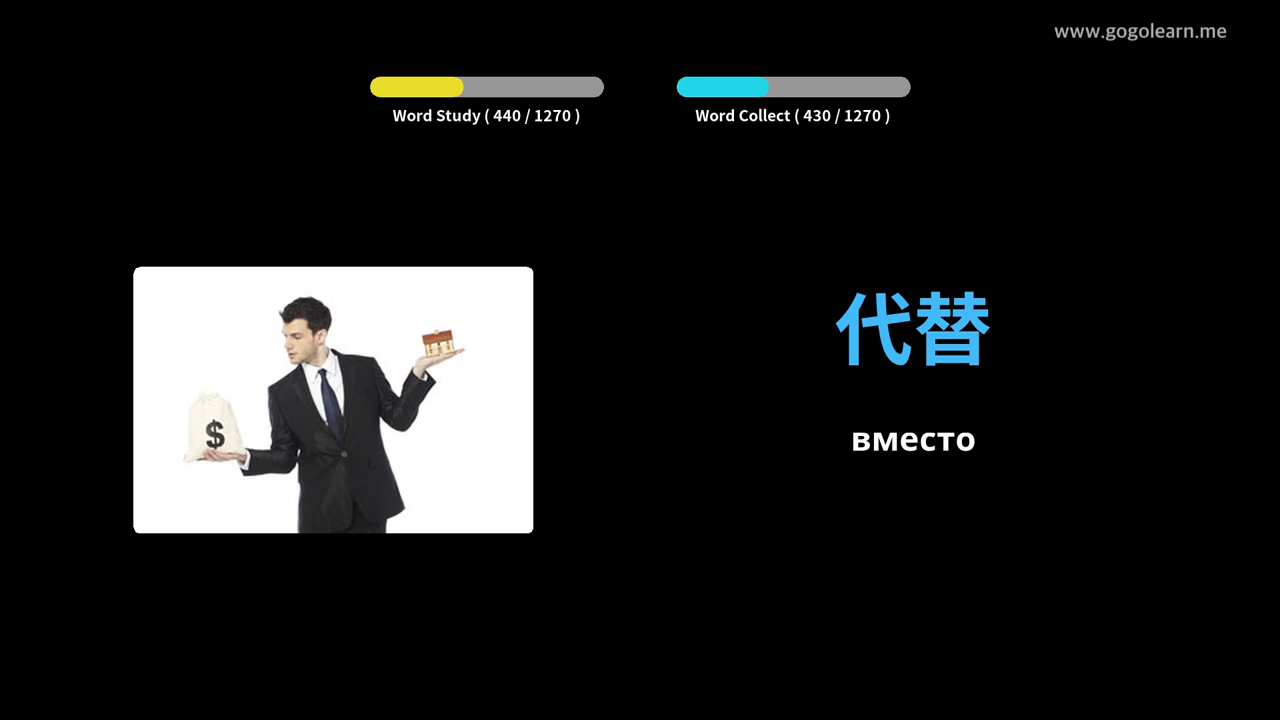 www.gogolearn.me
Word Study ( 440 / 1270 )
Word Collect ( 430 / 1270 )
$
代替
вместо